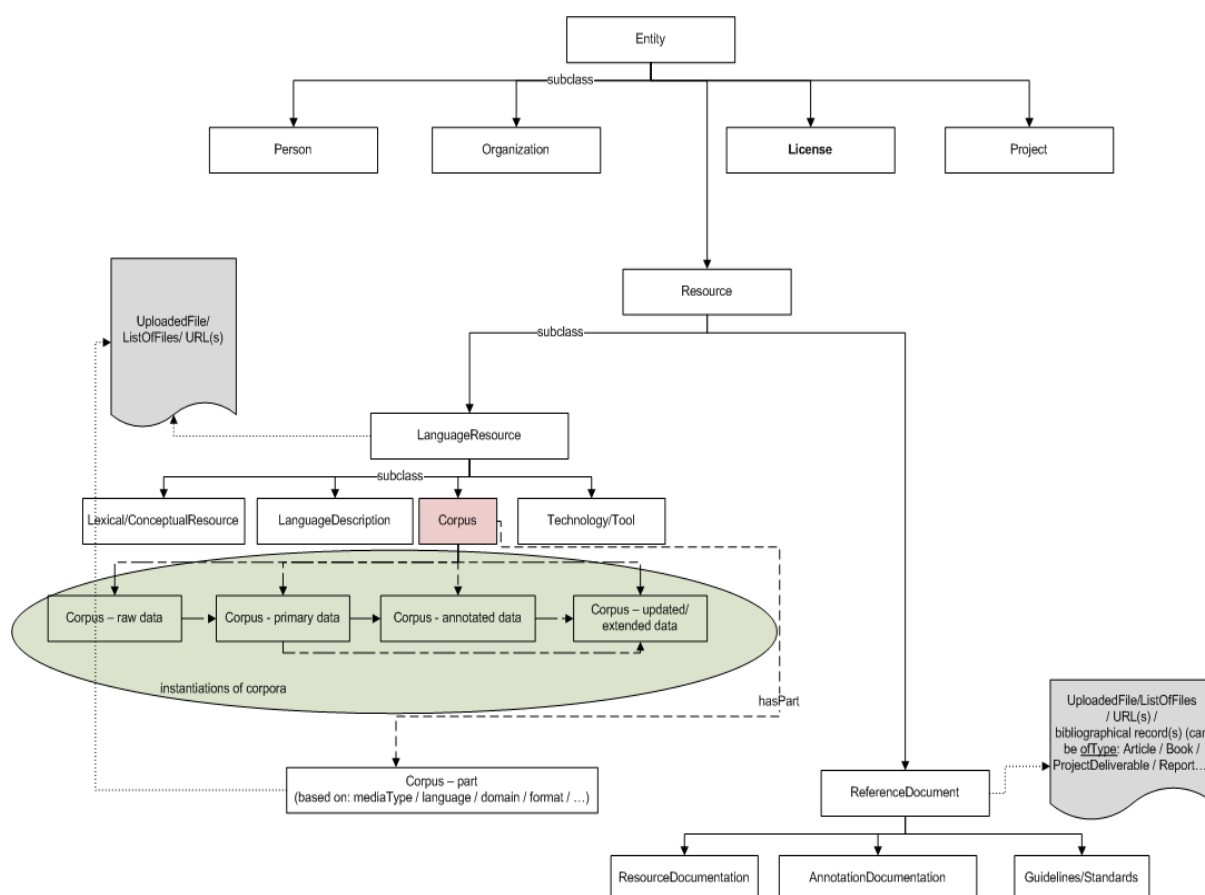 Entity
subclass
Person
Organization
License
Project
Resource
UploadedFile/
ListOfFiles/ URL(s)
subclass
LanguageResource
subclass
Lexical/ConceptualResource
LanguageDescription
Corpus
Technology/Tool
Corpus – raw data
Corpus - primary data
Corpus - annotated data
Corpus – updated/
extended data
instantiations of corpora
hasPart
UploadedFile/ListOfFiles
/ URL(s) /
bibliographical record(s) (can
be ofType: Article / Book /
ProjectDeliverable / Report…
Corpus – part
(based on: mediaType / language / domain / format / …)
ReferenceDocument
ResourceDocumentation
AnnotationDocumentation
Guidelines/Standards